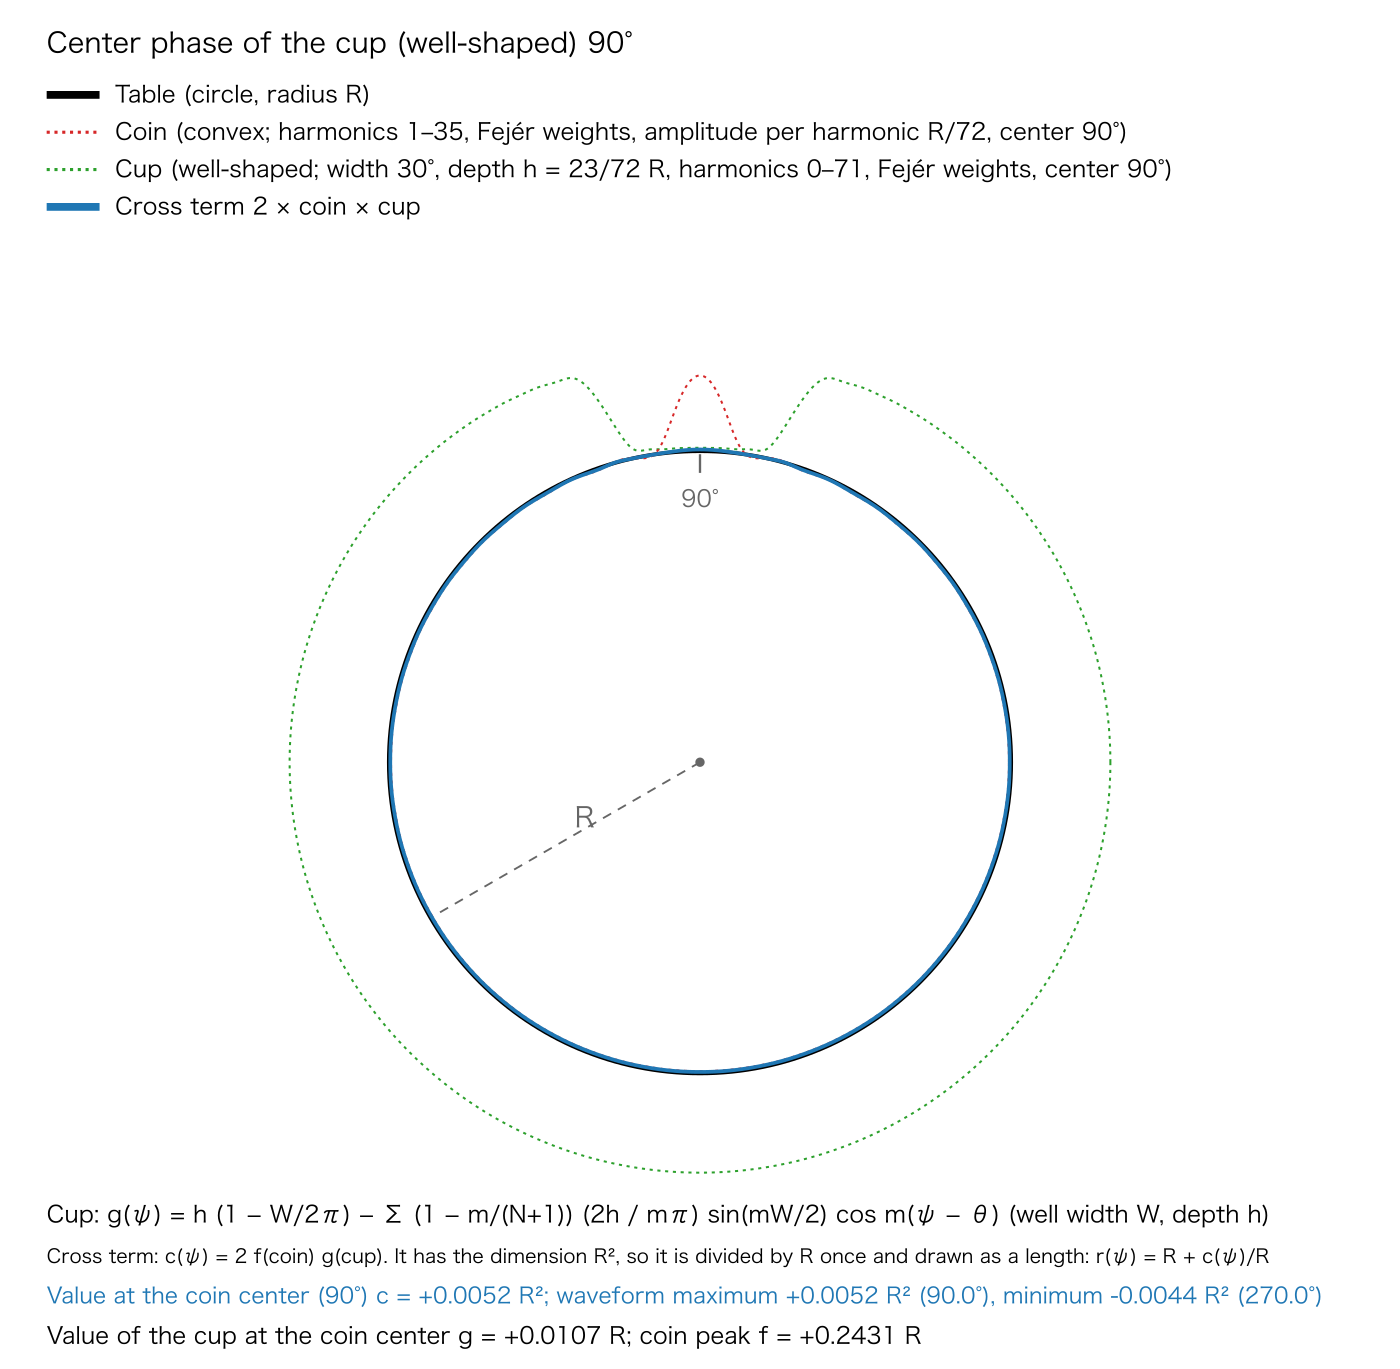 Center phase of the cup (well-shaped) 90°
Table (circle, radius R)
Coin (convex; harmonics 1–35, Fejér weights, amplitude per harmonic R/72, center 90°)
Cup (well-shaped; width 30°, depth h = 23/72 R, harmonics 0–71, Fejér weights, center 90°)
Cross term 2 × coin × cup
90°
R
Cup: g(ψ) = h (1 − W/2π) − Σ (1 − m/(N+1)) (2h / mπ) sin(mW/2) cos m(ψ − θ) (well width W, depth h)
Cross term: c(ψ) = 2 f(coin) g(cup). It has the dimension R², so it is divided by R once and drawn as a length: r(ψ) = R + c(ψ)/R
Value at the coin center (90°) c = +0.0052 R²; waveform maximum +0.0052 R² (90.0°), minimum -0.0044 R² (270.0°)
Value of the cup at the coin center g = +0.0107 R; coin peak f = +0.2431 R